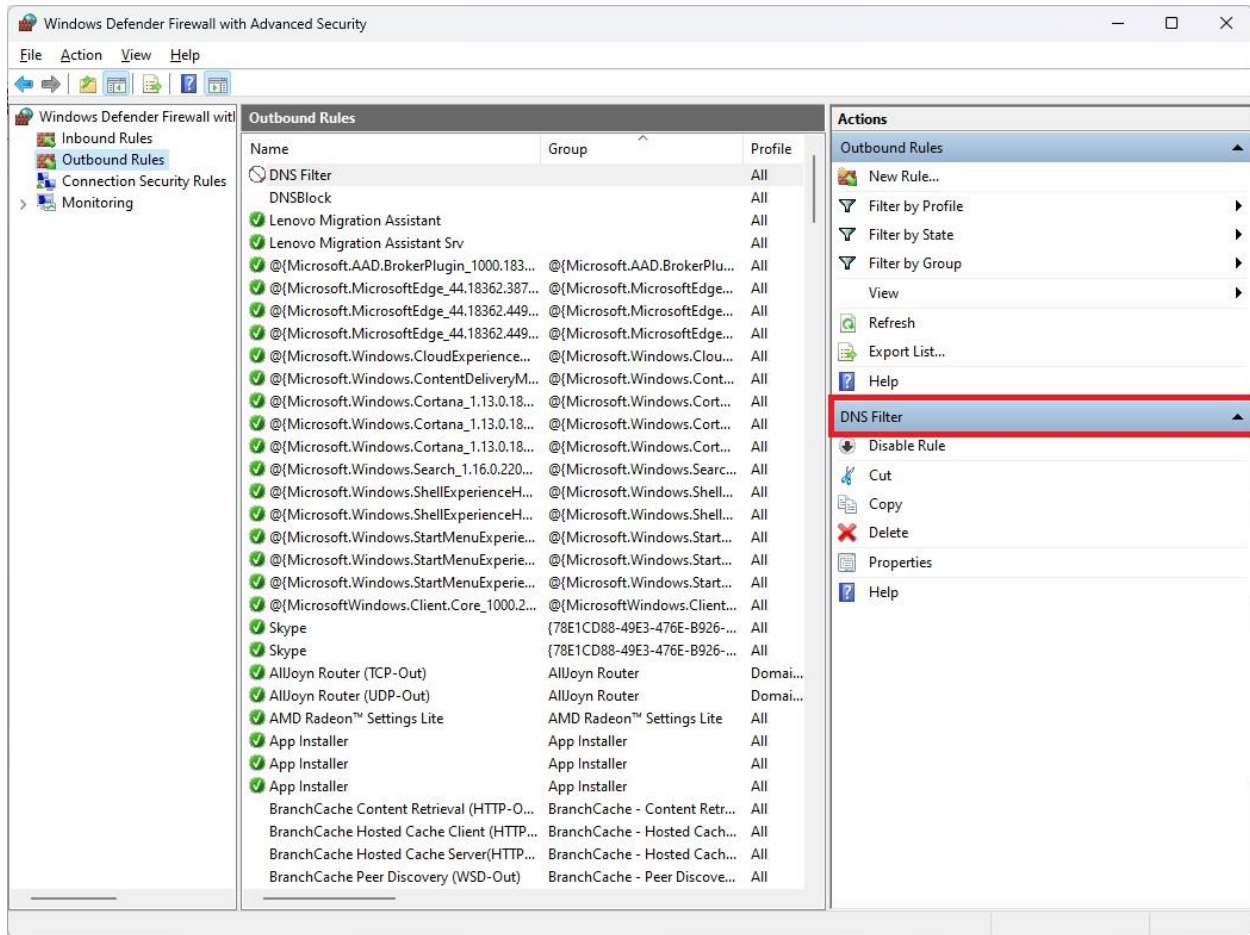 Windows Defender Firewall with Advanced Security
File Action View Help
Windows Defender Firewall witl
Inbound Rules
Outbound Rules
Connection Security Rules
Monitoring
Outbound Rules
Name Group Profile
DNS Filter All
DNSBlock All
Lenovo Migration Assistant All
Lenovo Migration Assistant Srv All
@{Microsoft.AAD.BrokerPlugin_1000.183... @{Microsoft.AAD.BrokerPlu... All
@{Microsoft.MicrosoftEdge_44.18362.387... @{Microsoft.MicrosoftEdge... All
@{Microsoft.MicrosoftEdge_44.18362.449... @{Microsoft.MicrosoftEdge... All
@{Microsoft.MicrosoftEdge_44.18362.449... @{Microsoft.MicrosoftEdge... All
@{Microsoft.Windows.CloudExperience... @{Microsoft.Windows.Clou... All
@{Microsoft.Windows.ContentDeliveryM... @{Microsoft.Windows.Cont... All
@{Microsoft.Windows.Cortana_1.13.0.18... @{Microsoft.Windows.Cort... All
@{Microsoft.Windows.Cortana_1.13.0.18... @{Microsoft.Windows.Cort... All
@{Microsoft.Windows.Cortana_1.13.0.18... @{Microsoft.Windows.Cort... All
@{Microsoft.Windows.Search_1.16.0.220... @{Microsoft.Windows.Searc... All
@{Microsoft.Windows.ShellExperienceH... @{Microsoft.Windows.Shell... All
@{Microsoft.Windows.ShellExperienceH... @{Microsoft.Windows.Shell... All
@{Microsoft.Windows.StartMenuExperie... @{Microsoft.Windows.Start... All
@{Microsoft.Windows.StartMenuExperie... @{Microsoft.Windows.Start... All
@{Microsoft.Windows.StartMenuExperie... @{Microsoft.Windows.Start... All
@{MicrosoftWindows.Client.Core_1000.2... @{MicrosoftWindows.Client... All
Skype {78E1CD88-49E3-476E-B926-... All
Skype {78E1CD88-49E3-476E-B926-... All
AllJoyn Router (TCP-Out) AllJoyn Router Domai...
AllJoyn Router (UDP-Out) AllJoyn Router Domai...
AMD Radeon™ Settings Lite AMD Radeon™ Settings Lite All
App Installer App Installer All
App Installer App Installer All
App Installer App Installer All
BranchCache Content Retrieval (HTTP-O... BranchCache - Content Retr... All
BranchCache Hosted Cache Client (HTTP... BranchCache - Hosted Cach... All
BranchCache Hosted Cache Server(HTTP... BranchCache - Hosted Cach... All
BranchCache Peer Discovery (WSD-Out) BranchCache - Peer Discove... All
Actions
Outbound Rules
New Rule...
Filter by Profile
Filter by State
Filter by Group
View
Refresh
Export List...
Help
DNS Filter
Disable Rule
Cut
Copy
Delete
Properties
Help